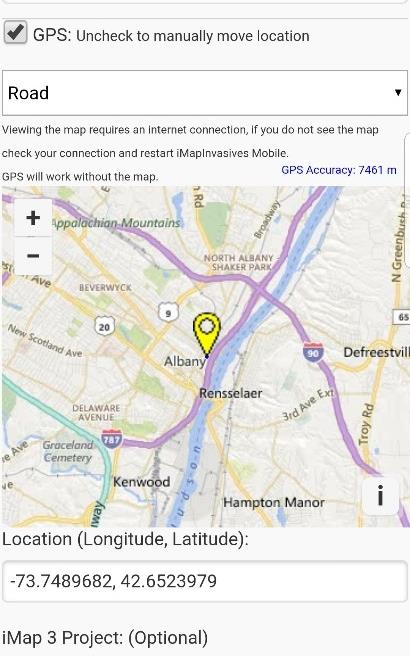 GPS: Uncheck to manually move location
Road
Viewing the map requires an internet connection, if you do not see the map
check your connection and restart iMapInvasives Mobile.
GPS will work without the map.
GPS Accuracy: 7461 m
+
−
Appalachian-Mountains
Rd
Broadway
N Greenbush R
NORTH ALBANY
SHAKER PARK
BEVERWYCK
9
20
65
New Scotland Ave
Albany
90
Defreestvill
Rensselaer
3rd Ave Ext
DELAWARE
AVENUE
787
Troy Rd
Graceland
Cemetery
Kenwood
udson
Hampton Manor
way
i
Location (Longitude, Latitude):
-73.7489682, 42.6523979
iMap 3 Project: (Optional)